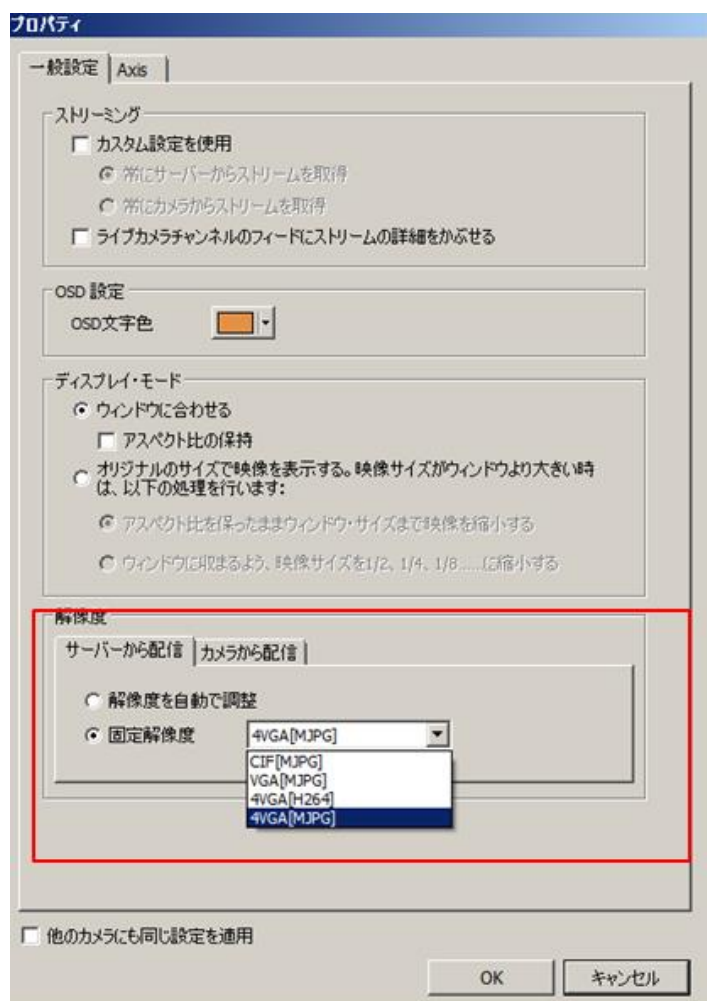 プロパティ
一般設定 Axis
ストリーミング
カスタム設定を使用
常にサーバーからストリームを取得
常にカメラからストリームを取得
ライブカメラチャンネルのフィードにストリームの詳細をかぶせる
OSD 設定
OSD文字色
ディスプレイ・モード
ウィンドウに合わせる
アスペクト比の保持
オリジナルのサイズで映像を表示する。映像サイズがウィンドウより大きい時
は、以下の処理を行います:
アスペクト比を保ったままウィンドウ・サイズまで映像を縮小する
ウィンドウに収まるよう、映像サイズを1/2、1/4、1/8......に縮小する
解像度
サーバーから配信 カメラから配信
解像度を自動で調整
固定解像度 4VGA[MJPG]
CIF[MJPG]
VGA[MJPG]
4VGA[H264]
4VGA[MJPG]
他のカメラにも同じ設定を適用
OK キャンセル